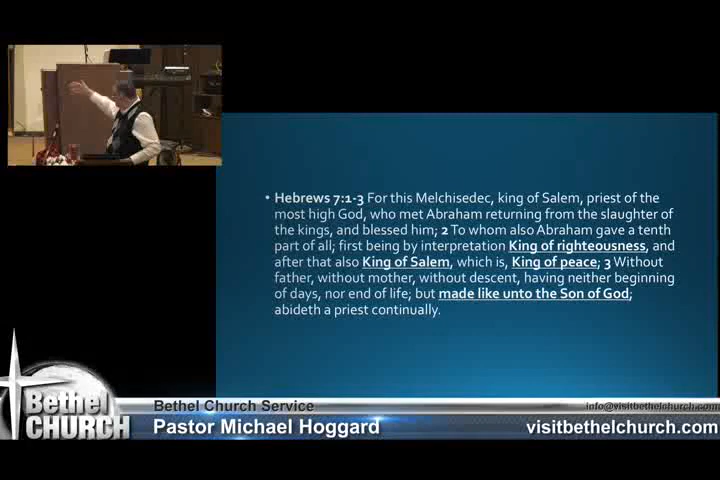 • Hebrews 7:1-3 For this Melchisedec, king of Salem, priest of the
most high God, who met Abraham returning from the slaughter of
the kings, and blessed him; 2 To whom also Abraham gave a tenth
part of all; first being by interpretation King of righteousness, and
after that also King of Salem, which is, King of peace; 3 Without
father, without mother, without descent, having neither beginning
of days, nor end of life; but made like unto the Son of God;
abideth a priest continually.
Bethel
CHURCH
Bethel Church Service
info@visitbethelchurch.com
Pastor Michael Hoggard
visitbethelchurch.com